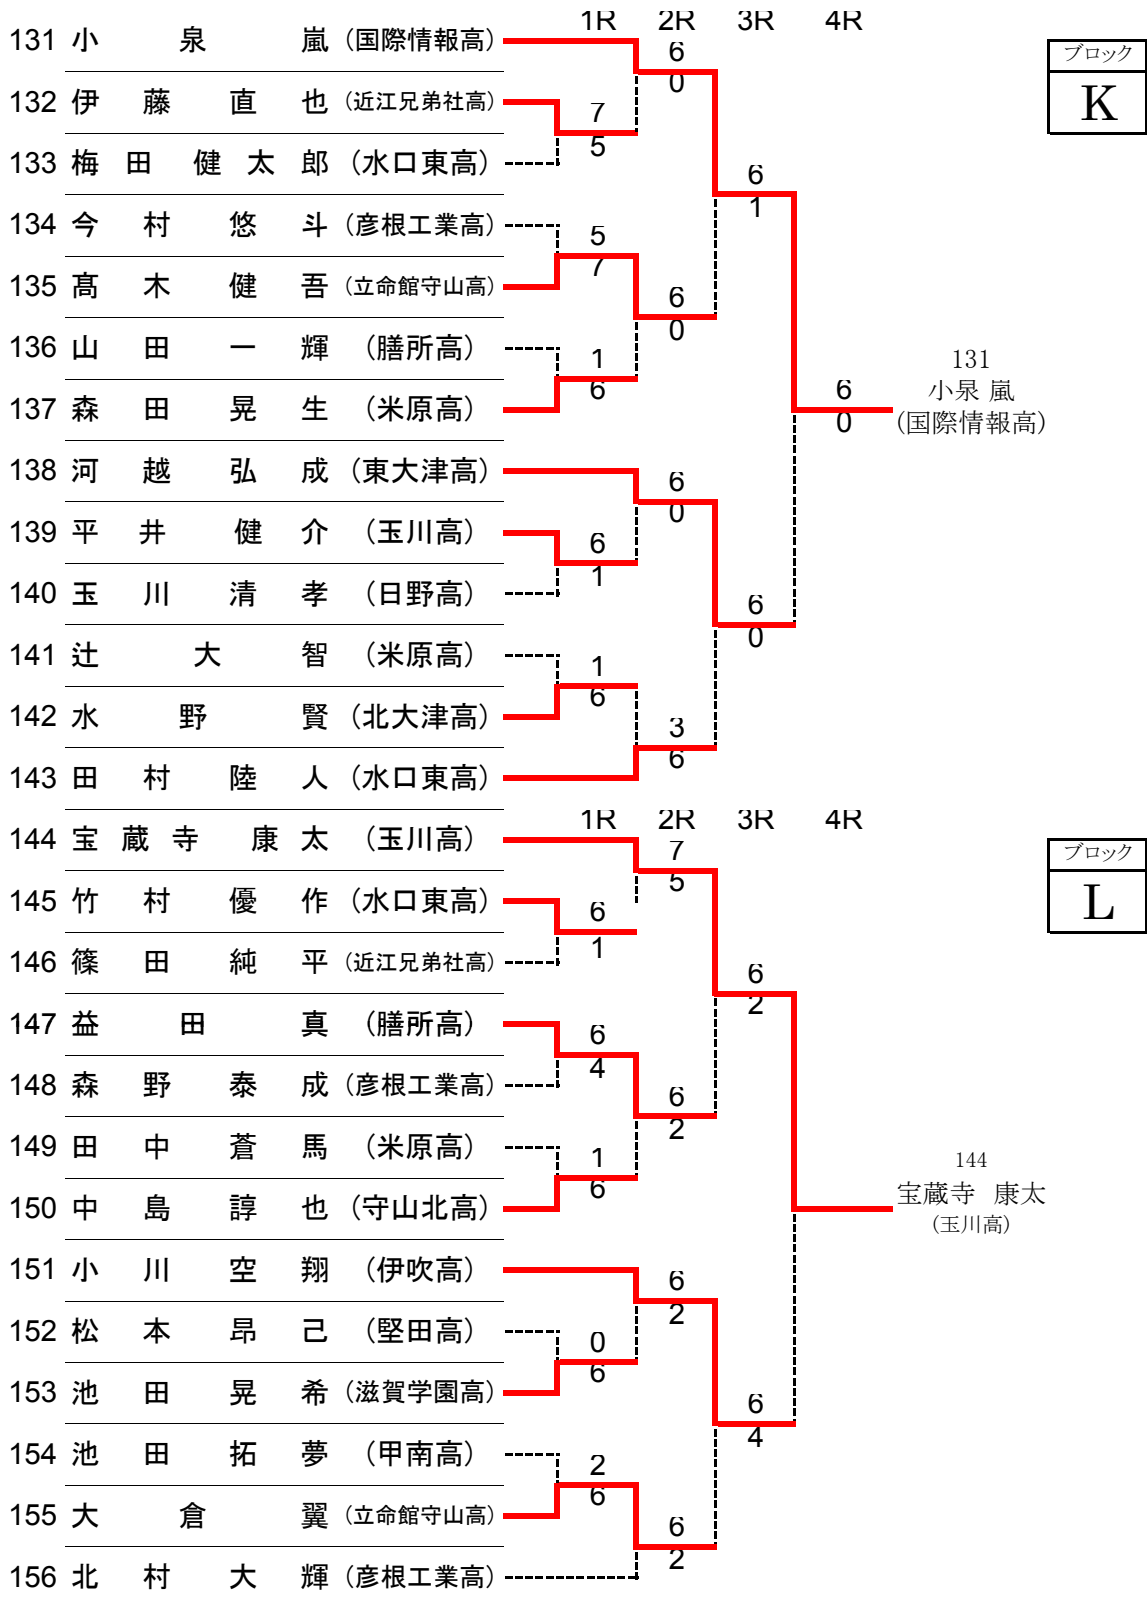 1R 2R 3R 4R
131 小泉嵐 (国際情報高)
6
0
ブロック
K
132 伊藤直也 (近江兄弟社高)
7
5
133 梅田健太郎 (水口東高)
6
1
134 今村悠斗 (彦根工業高)
5
7
135 髙木健吾 (立命館守山高)
6
0
136 山田一輝 (膳所高)
1
6
131
小泉 嵐
(国際情報高)
6
0
137 森田晃生 (米原高)
138 河越弘成 (東大津高)
6
0
139 平井健介 (玉川高)
6
1
140 玉川清孝 (日野高)
6
0
141 辻大智 (米原高)
1
6
142 水野賢 (北大津高)
3
6
143 田村陸人 (水口東高)
1R 2R 3R 4R
144 宝蔵寺康太 (玉川高)
7
5
ブロック
L
145 竹村優作 (水口東高)
6
1
146 篠田純平 (近江兄弟社高)
6
2
147 益田真 (膳所高)
6
4
148 森野泰成 (彦根工業高)
6
2
149 田中蒼馬 (米原高)
1
6
144
宝蔵寺 康太
(玉川高)
150 中島諄也 (守山北高)
151 小川空翔 (伊吹高)
6
2
152 松本昂己 (堅田高)
0
6
153 池田晃希 (滋賀学園高)
6
4
154 池田拓夢 (甲南高)
2
6
155 大倉翼 (立命館守山高)
6
2
156 北村大輝 (彦根工業高)